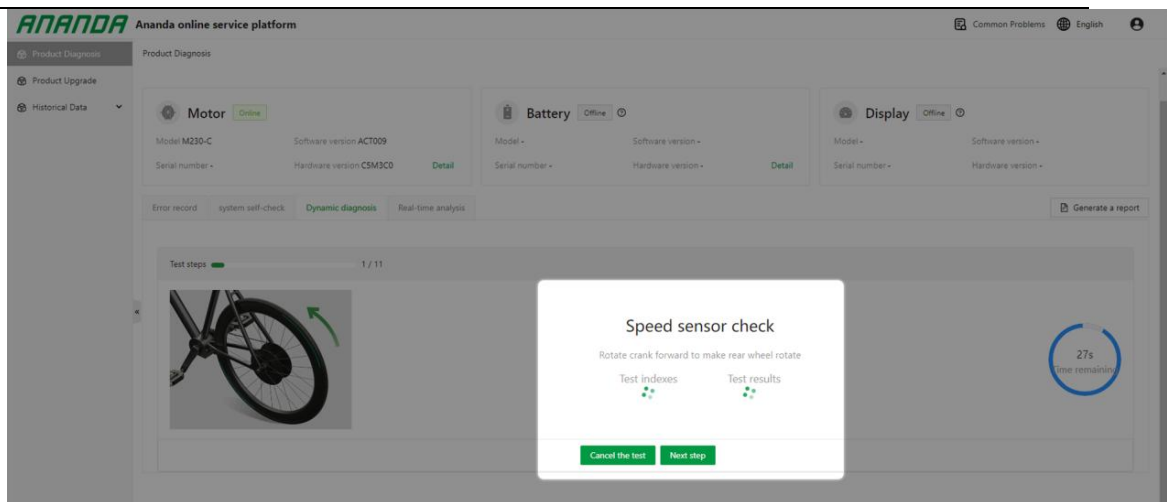 ANANDA Ananda online service platform
Common Problems English
Product Diagnosis
Product Upgrade
Historical Data
Product Diagnosis
Motor Online
Model M230-C Software version ACT009
Serial number - Hardware version CSM3C0 Detail
Battery Offline
Model - Software version -
Serial number - Hardware version - Detail
Display Offline
Model - Software version -
Serial number - Hardware version -
Error record system self-check Dynamic diagnosis Real-time analysis
Generate a report
Test steps 1 / 11
Speed sensor check
Rotate crank forward to make rear wheel rotate
Test indexes Test results
Cancel the test Next step
27s
Time remaining